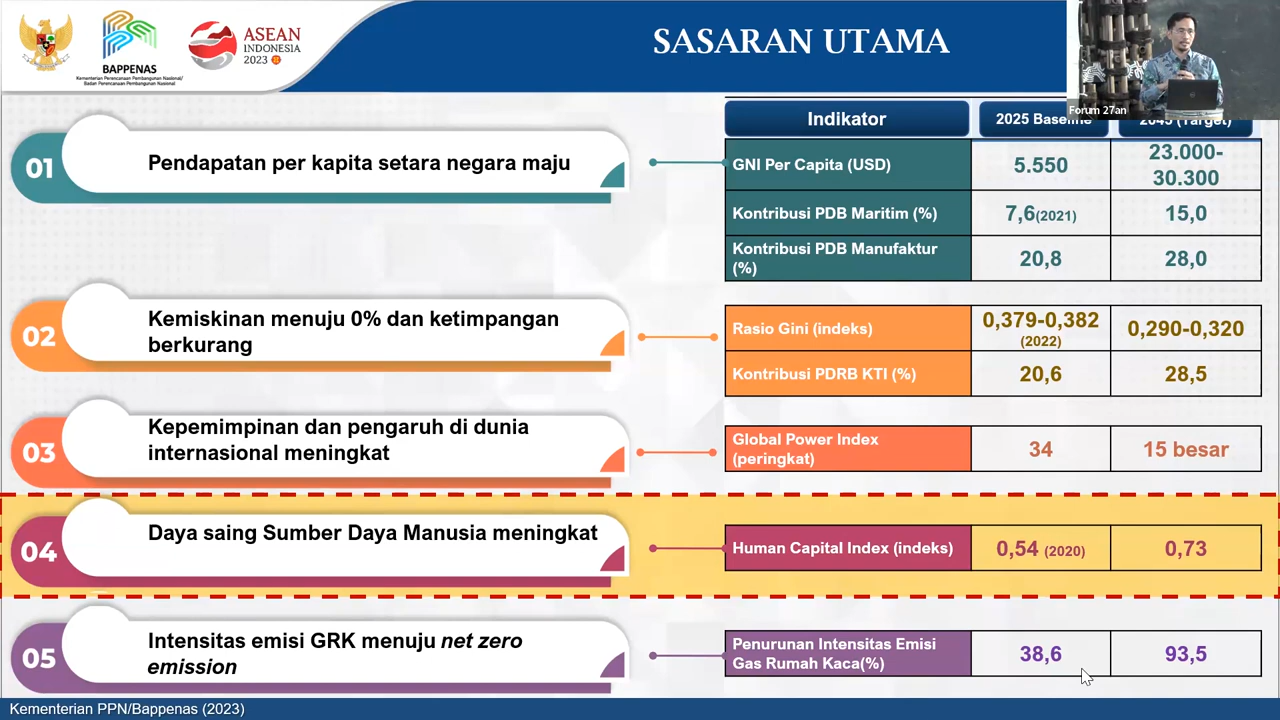 BAPPENAS
Kementerian Perencanaan Pembangunan Nasional/
Badan Perencanaan Pembangunan Nasional
ASEAN
INDONESIA
2023
SASARAN UTAMA
Forum 27an
Indikator
2025 Baseline
2045 (Target)
01
Pendapatan per kapita setara negara maju
GNI Per Capita (USD)
5.550
23.000-
30.300
Kontribusi PDB Maritim (%)
7,6(2021)
15,0
Kontribusi PDB Manufaktur
(%)
20,8
28,0
02
Kemiskinan menuju 0% dan ketimpangan
berkurang
Rasio Gini (indeks)
0,379-0,382
(2022)
0,290-0,320
Kontribusi PDRB KTI (%)
20,6
28,5
03
Kepemimpinan dan pengaruh di dunia
internasional meningkat
Global Power Index
(peringkat)
34
15 besar
04
Daya saing Sumber Daya Manusia meningkat
Human Capital Index (indeks)
0,54 (2020)
0,73
05
Intensitas emisi GRK menuju net zero
emission
Penurunan Intensitas Emisi
Gas Rumah Kaca(%)
38,6
93,5
Kementerian PPN/Bappenas (2023)